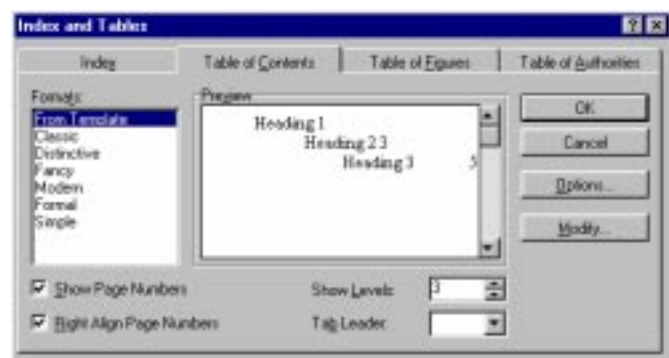 Index and Tables
Index
Table of Contents
Table of Figures
Table of Authorities
Formats:
From Template
Classic
Distinctive
Fancy
Modern
Formal
Simple
Preview
Heading 1
Heading 2 3
Heading 3 5
OK
Cancel
Options...
Modify...
Show Page Numbers
Right Align Page Numbers
Show Levels: 3
Tab Leader: